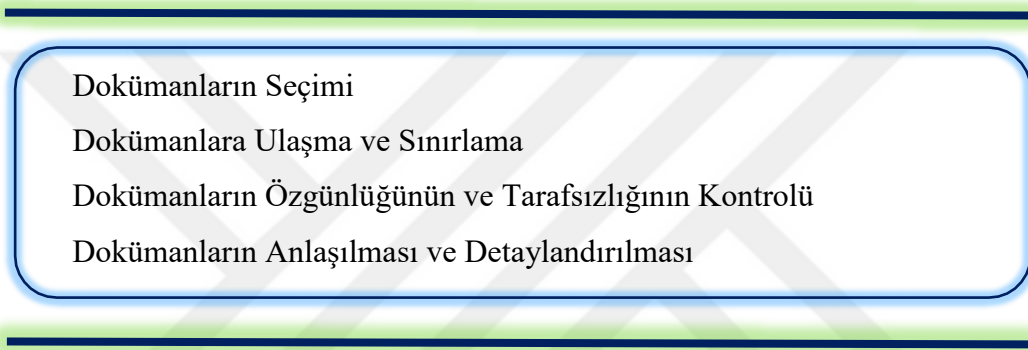 Dokümanların Seçimi
Dokümanlara Ulaşma ve Sınırlama
Dokümanların Özgünlüğünün ve Tarafsızlığının Kontrolü
Dokümanların Anlaşılması ve Detaylandırılması